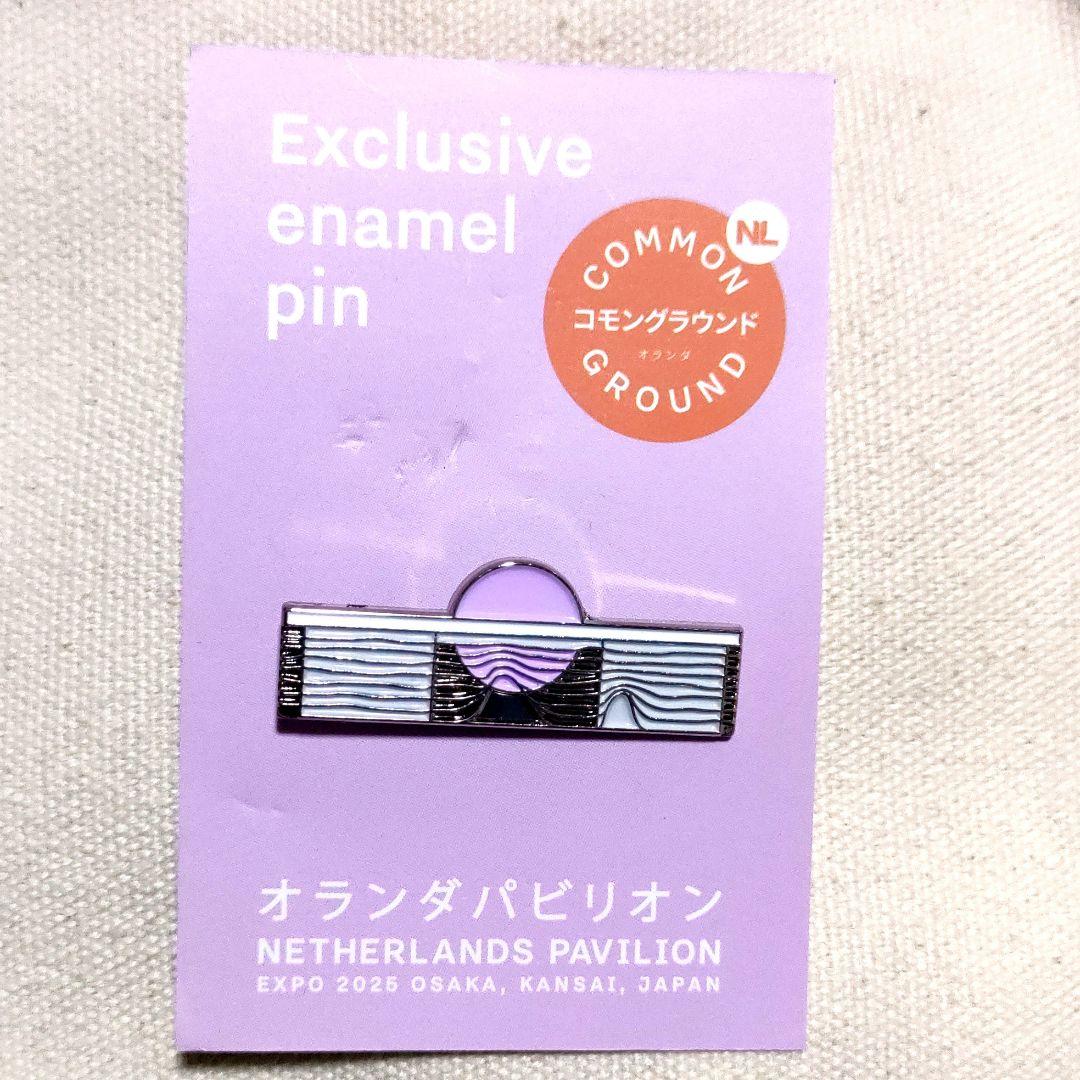 Exclusive
enamel
pin
NL
COMMON
コモングラウンド
オランダ
GROUND
オランダパビリオン
NETHERLANDS PAVILION
EXPO 2025 OSAKA, KANSAI, JAPAN